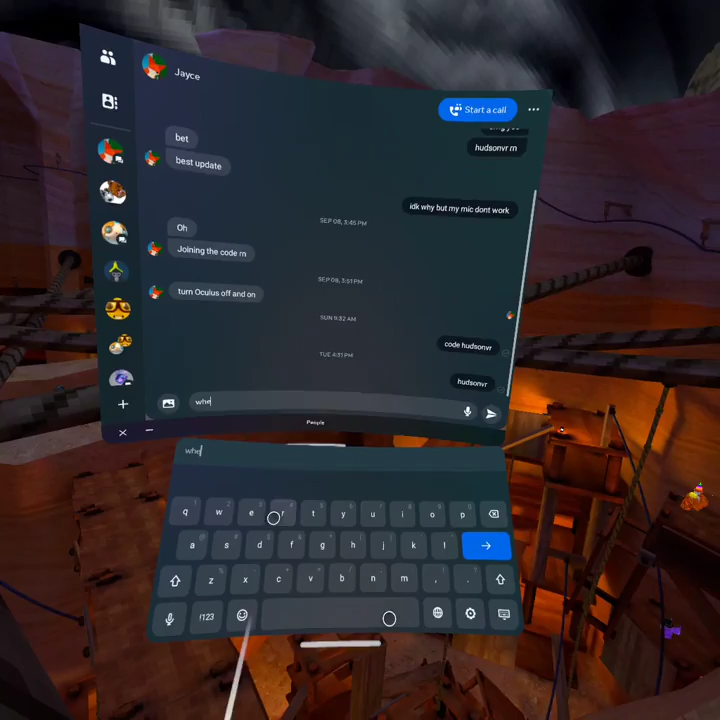 Jayce
Start a call
bet
hudsonvr rn
best update
idk why but my mic dont work
SEP 08, 3:45 PM
Oh
Joining the code rn
SEP 08, 3:51 PM
turn Oculus off and on
SUN 9:32 AM
code hudsonvr
TUE 4:31 PM
hudsonvr
whe
People
whe
q w e r t y u i o p
a s d f g h j k l
z x c v b n m , .
!123